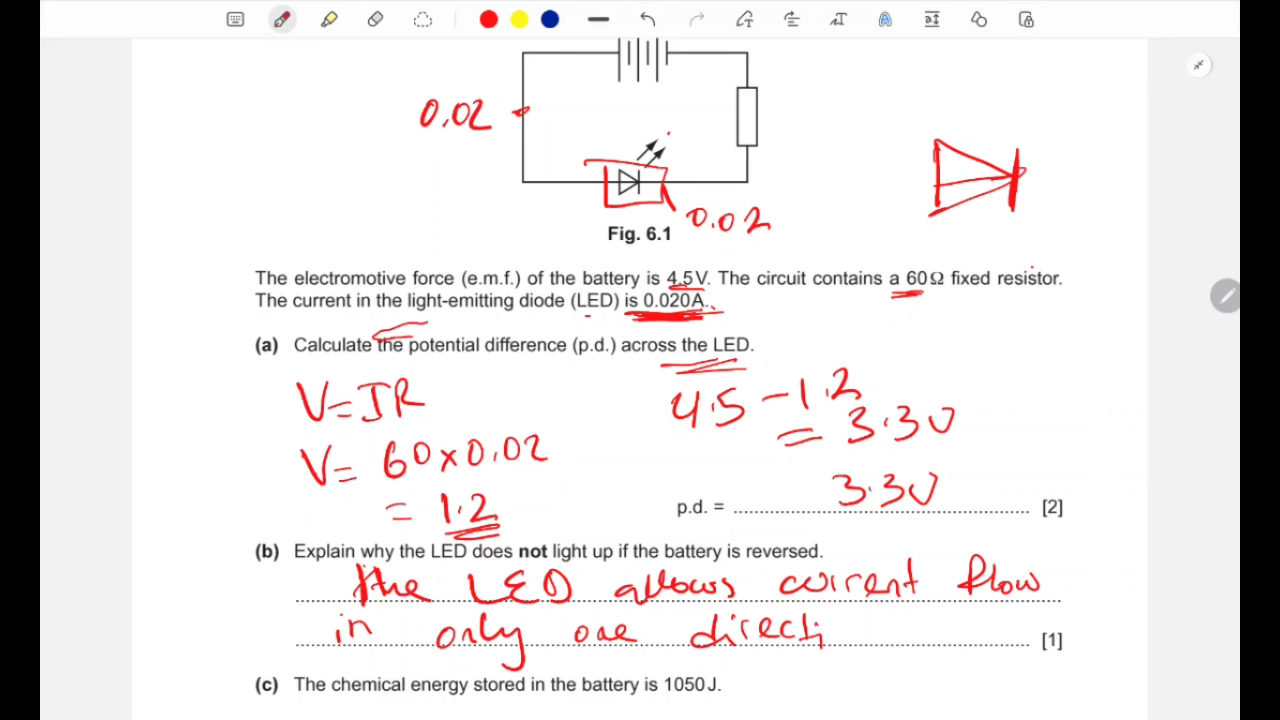 0.02
0.02
Fig. 6.1
The electromotive force (e.m.f.) of the battery is 4.5V. The circuit contains a 60Ω fixed resistor.
The current in the light-emitting diode (LED) is 0.020A.
(a) Calculate the potential difference (p.d.) across the LED.
V=IR
V= 60×0.02
= 1.2
4.5 -1.2
= 3.3V
3.3V
p.d. = ........................................................ [2]
(b) Explain why the LED does not light up if the battery is reversed.
the LED allows current flow
in only one directi
[1]
(c) The chemical energy stored in the battery is 1050J.